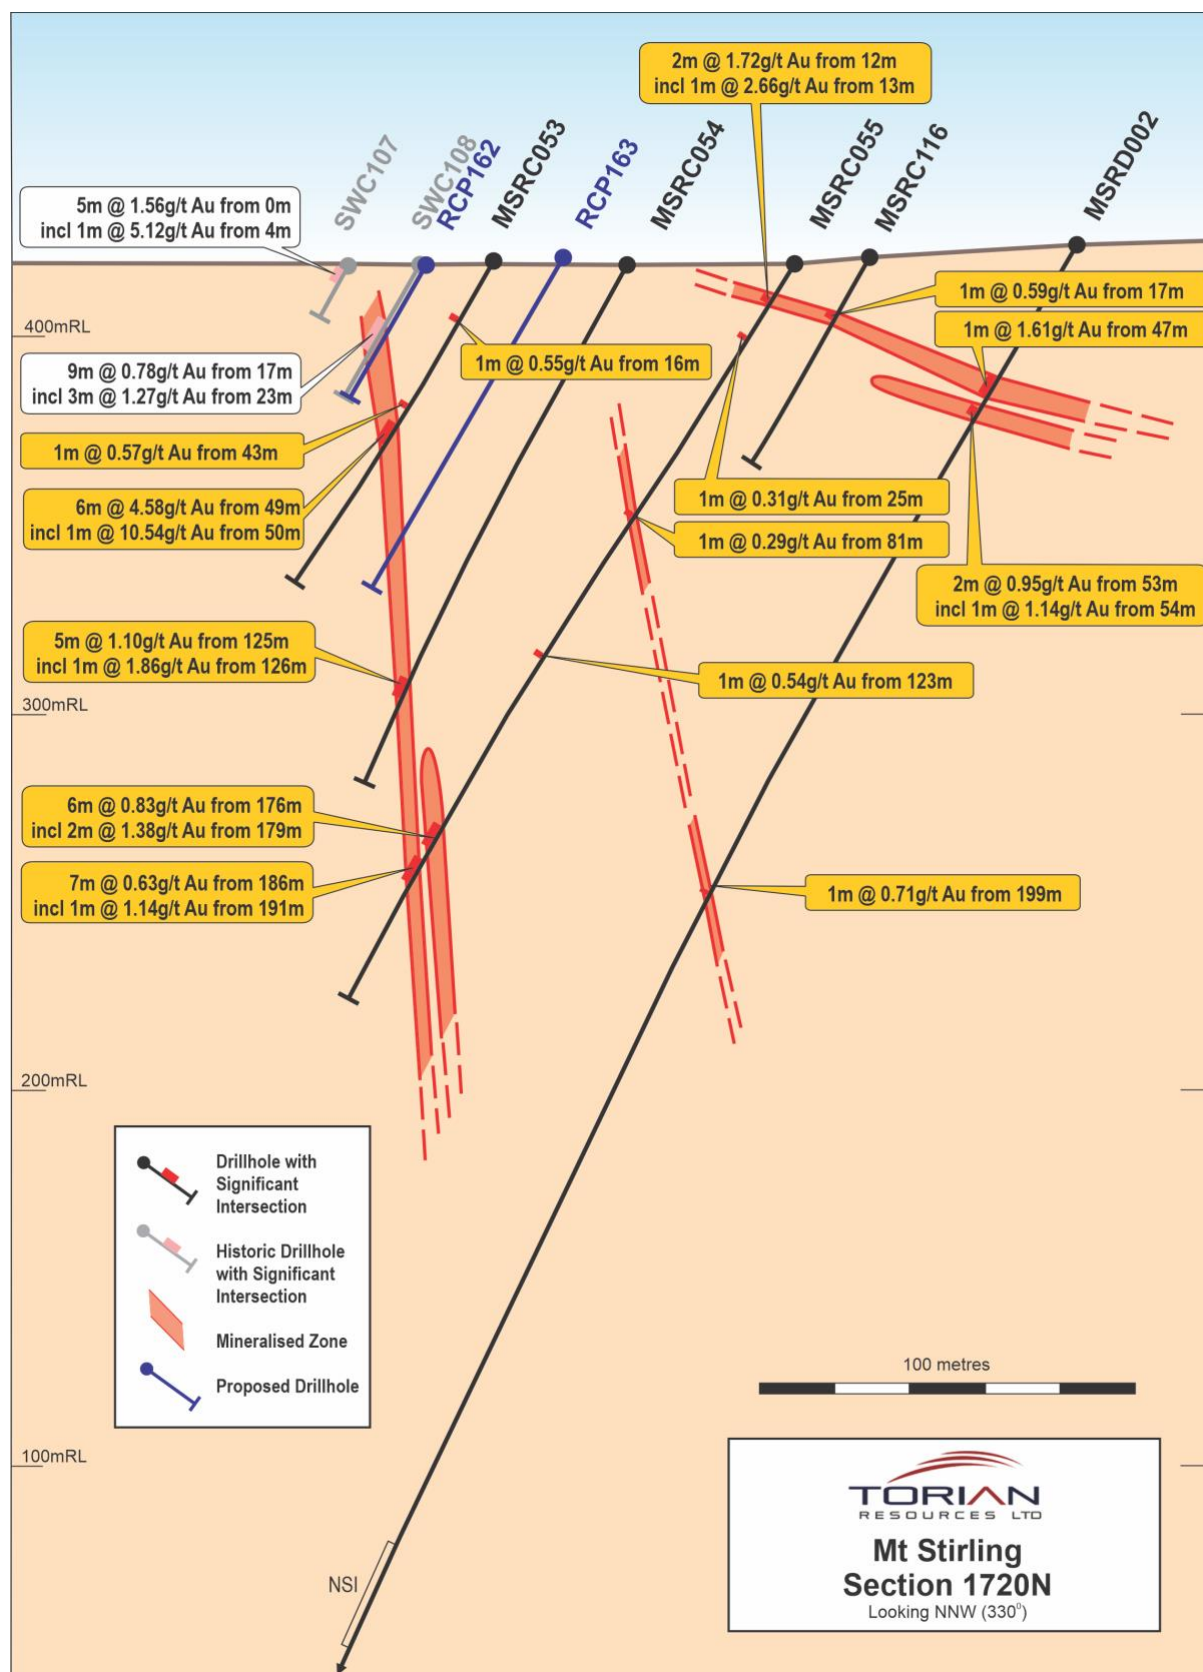 2m @ 1.72g/t Au from 12m
incl 1m @ 2.66g/t Au from 13m
SWC107
SWC108
RCP162
MSRC053
RCP163
MSRC054
MSRC055
MSRC116
MSRD002
5m @ 1.56g/t Au from 0m
incl 1m @ 5.12g/t Au from 4m
1m @ 0.59g/t Au from 17m
1m @ 1.61g/t Au from 47m
400mRL
1m @ 0.55g/t Au from 16m
9m @ 0.78g/t Au from 17m
incl 3m @ 1.27g/t Au from 23m
1m @ 0.57g/t Au from 43m
6m @ 4.58g/t Au from 49m
incl 1m @ 10.54g/t Au from 50m
1m @ 0.31g/t Au from 25m
1m @ 0.29g/t Au from 81m
2m @ 0.95g/t Au from 53m
incl 1m @ 1.14g/t Au from 54m
5m @ 1.10g/t Au from 125m
incl 1m @ 1.86g/t Au from 126m
1m @ 0.54g/t Au from 123m
300mRL
6m @ 0.83g/t Au from 176m
incl 2m @ 1.38g/t Au from 179m
7m @ 0.63g/t Au from 186m
incl 1m @ 1.14g/t Au from 191m
1m @ 0.71g/t Au from 199m
200mRL
Drillhole with
Significant
Intersection
Historic Drillhole
with Significant
Intersection
Mineralised Zone
Proposed Drillhole
100 metres
100mRL
NSI
TORIAN
RESOURCES LTD
Mt Stirling
Section 1720N
Looking NNW (330⁰)